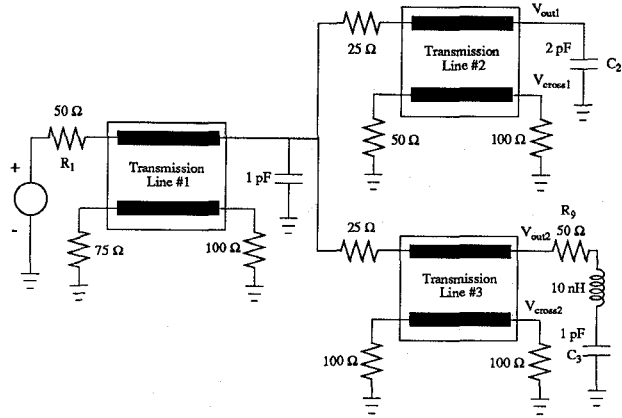 V_out1
25 Ω
Transmission
Line #2
2 pF
C_2
V_cross1
50 Ω
100 Ω
50 Ω
R_1
+
-
Transmission
Line #1
1 pF
75 Ω
100 Ω
25 Ω
V_out2
R_9
50 Ω
Transmission
Line #3
10 nH
V_cross2
1 pF
C_3
100 Ω
100 Ω